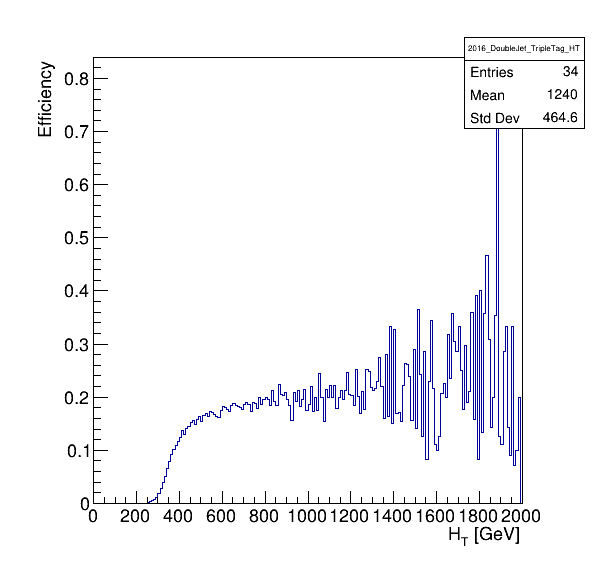 2016_DoubleJet_TripleTag_HT
Entries 34
Mean 1240
Std Dev 464.6
Efficiency
0.8
0.7
0.6
0.5
0.4
0.3
0.2
0.1
0
0 200 400 600 800 1000 1200 1400 1600 1800 2000
H_T [GeV]